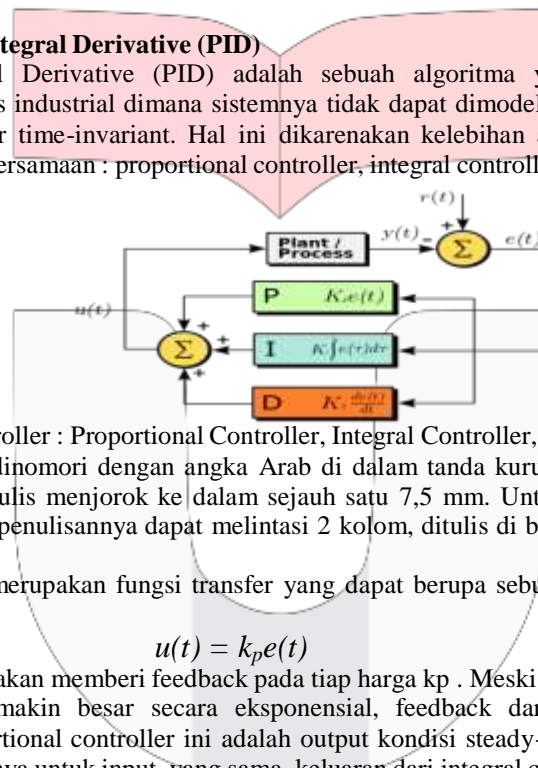 ntegral Derivative (PID)
l Derivative (PID) adalah sebuah algoritma y
s industrial dimana sistemnya tidak dapat dimodel
r time-invariant. Hal ini dikarenakan kelebihan a
ersamaan : proportional controller, integral controll
r(t)
Plant / Process y(t) − + Σ e(t)
u(t)
P
+
Σ + I
+
D
roller : Proportional Controller, Integral Controller,
dinomori dengan angka Arab di dalam tanda kuru
ulis menjorok ke dalam sejauh satu 7,5 mm. Unt
penulisannya dapat melintasi 2 kolom, ditulis di b
merupakan fungsi transfer yang dapat berupa sebu
u(t) = kₚe(t)
akan memberi feedback pada tiap harga kp . Meski
makin besar secara eksponensial, feedback dar
rtional controller ini adalah output kondisi steady-
nya untuk input yang sama, keluaran dari integral c